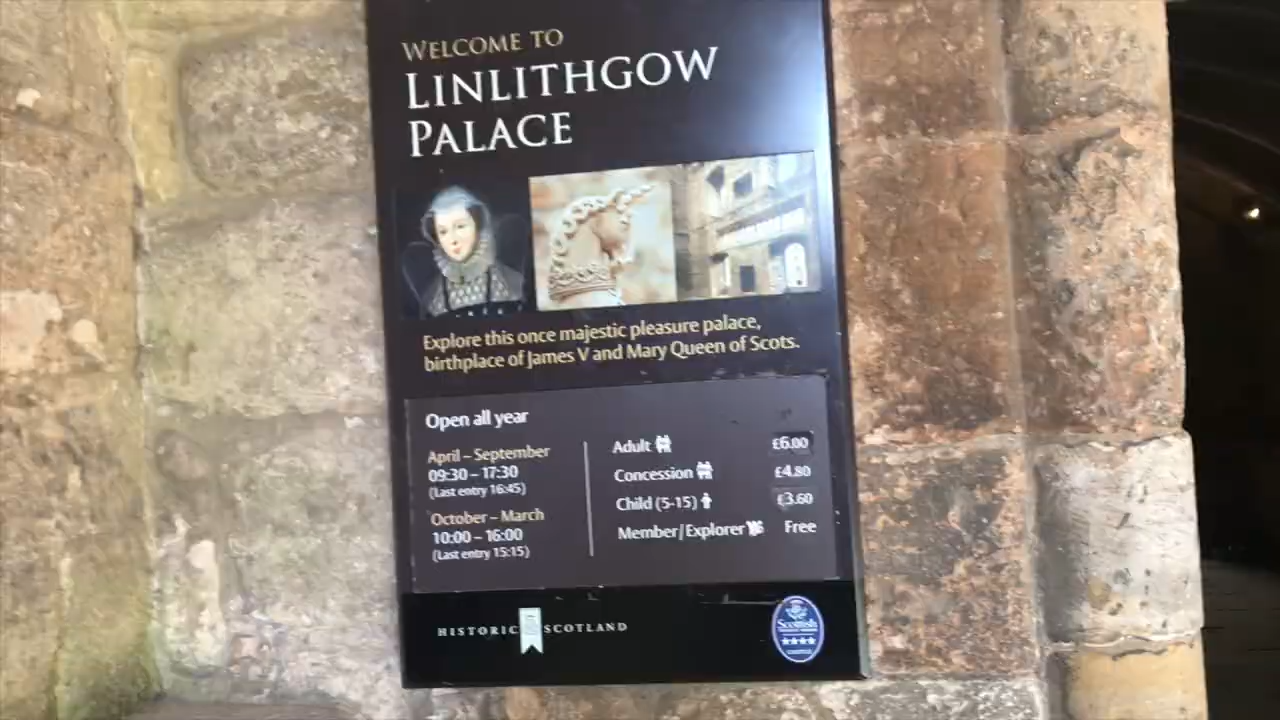 WELCOME TO
LINLITHGOW
PALACE
Explore this once majestic pleasure palace,
birthplace of James V and Mary Queen of Scots.
Open all year
April – September
09:30 – 17:30
(Last entry 16:45)
October – March
10:00 – 16:00
(Last entry 15:15)
Adult £6.00
Concession £4.80
Child (5-15) £3.60
Member/Explorer Free
HISTORIC SCOTLAND
Scottish